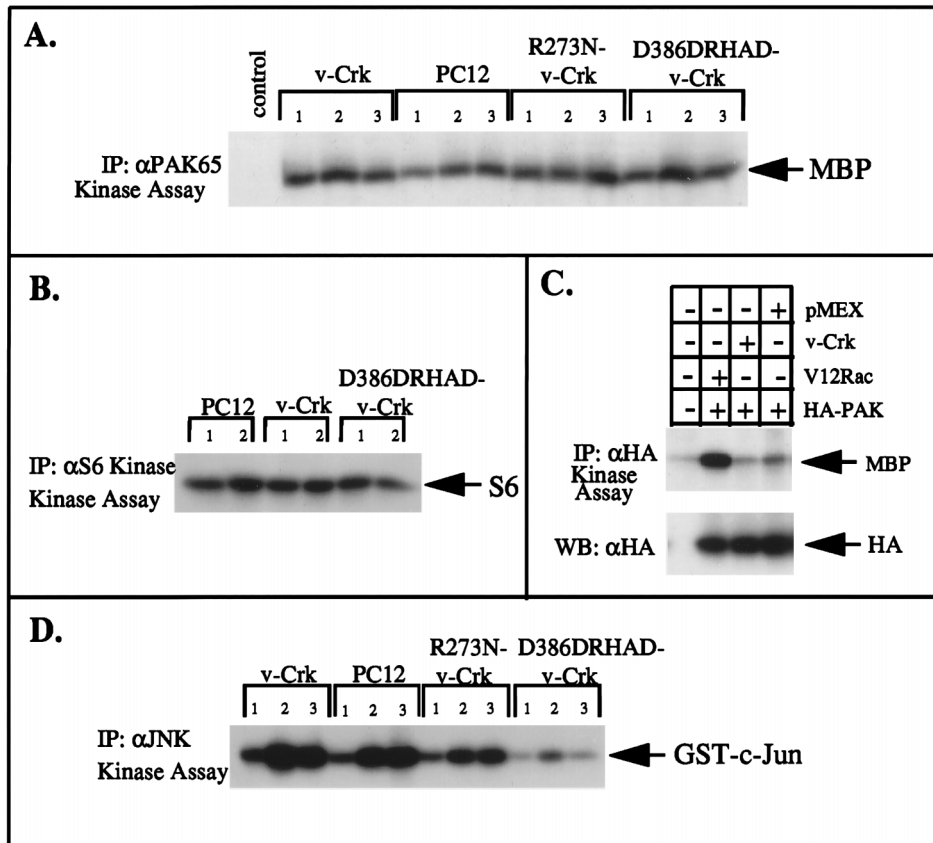 A.
control
v-Crk
PC12
R273N-
v-Crk
D386DRHAD-
v-Crk
1 2 3 1 2 3 1 2 3 1 2 3
IP: αPAK65
Kinase Assay
MBP
B.
PC12
v-Crk
D386DRHAD-
v-Crk
1 2 1 2 1 2
IP: αS6 Kinase
Kinase Assay
S6
C.
- - - + pMEX
- - + - v-Crk
- + - - V12Rac
- + + + HA-PAK
IP: αHA
Kinase
Assay
MBP
WB: αHA
HA
D.
v-Crk
PC12
R273N-
v-Crk
D386DRHAD-
v-Crk
1 2 3 1 2 3 1 2 3 1 2 3
IP: αJNK
Kinase Assay
GST-c-Jun